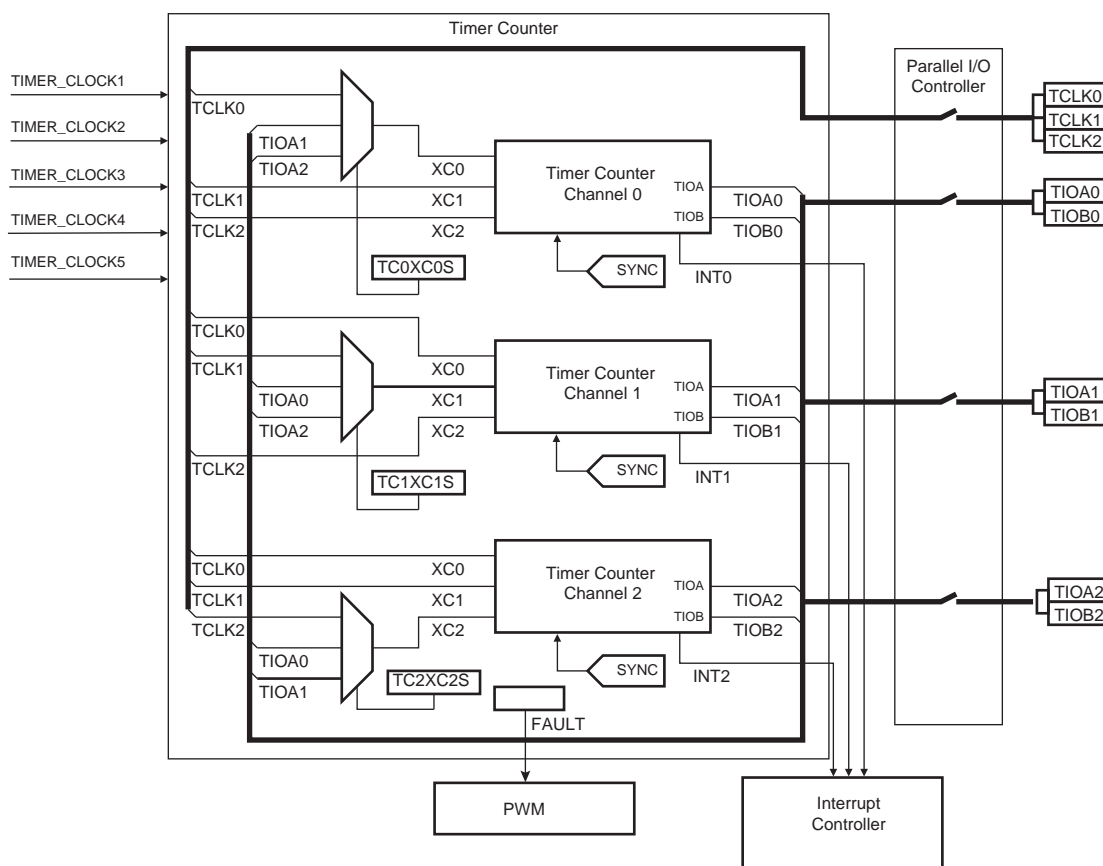 Timer Counter
TIMER_CLOCK1
TIMER_CLOCK2
TIMER_CLOCK3
TIMER_CLOCK4
TIMER_CLOCK5
TCLK0
TIOA1
TIOA2
TCLK1
TCLK2
XC0
XC1
XC2
TC0XC0S
Timer Counter
Channel 0
TIOA
TIOB
TIOA0
TIOB0
SYNC
INT0
TCLK0
TCLK1
TIOA0
TIOA2
TCLK2
XC0
XC1
XC2
TC1XC1S
Timer Counter
Channel 1
TIOA
TIOB
TIOA1
TIOB1
SYNC
INT1
TCLK0
TCLK1
TCLK2
TIOA0
TIOA1
XC0
XC1
XC2
TC2XC2S
Timer Counter
Channel 2
TIOA
TIOB
TIOA2
TIOB2
SYNC
INT2
FAULT
PWM
Parallel I/O
Controller
TCLK0
TCLK1
TCLK2
TIOA0
TIOB0
TIOA1
TIOB1
TIOA2
TIOB2
Interrupt
Controller